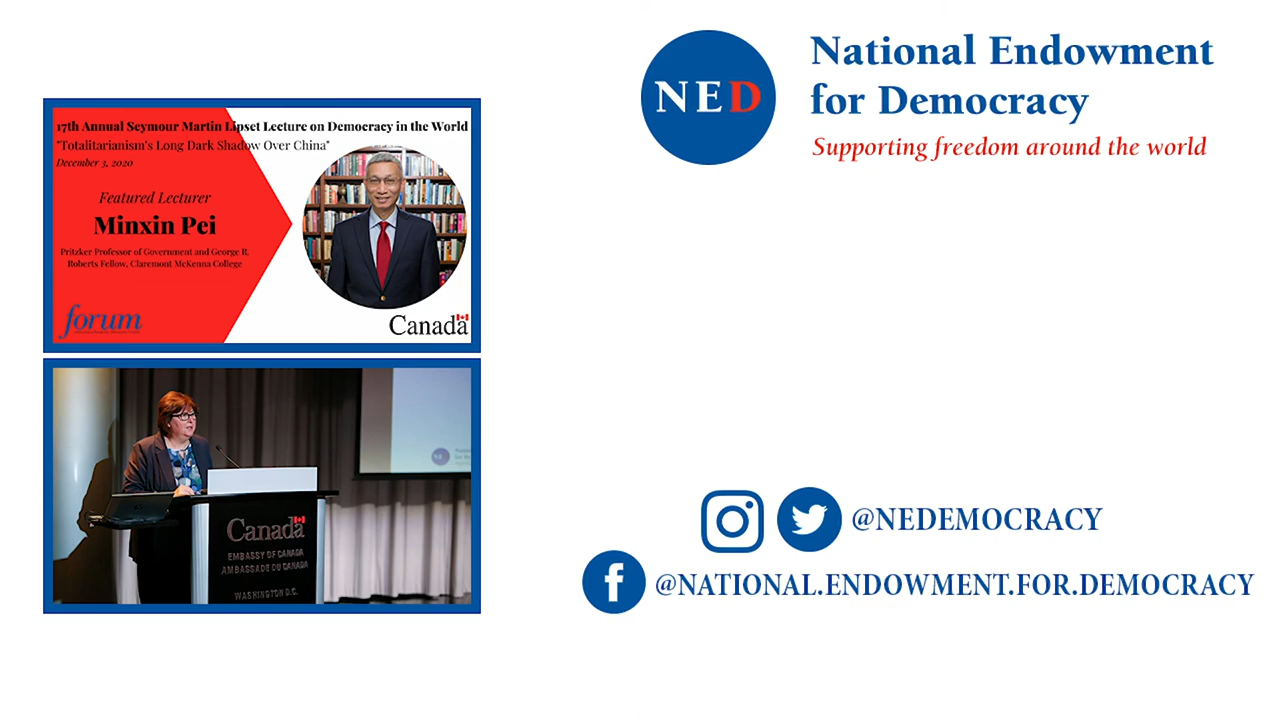 NED
National Endowment
for Democracy
Supporting freedom around the world
17th Annual Seymour Martin Lipset Lecture on Democracy in the World
"Totalitarianism's Long Dark Shadow Over China"
December 3, 2020
Featured Lecturer
Minxin Pei
Pritzker Professor of Government and George R.
Roberts Fellow, Claremont McKenna College
forum
Canada
Canada
EMBASSY OF CANADA
AMBASSADE DU CANADA
WASHINGTON D.C.
@NEDEMOCRACY
@NATIONAL.ENDOWMENT.FOR.DEMOCRACY